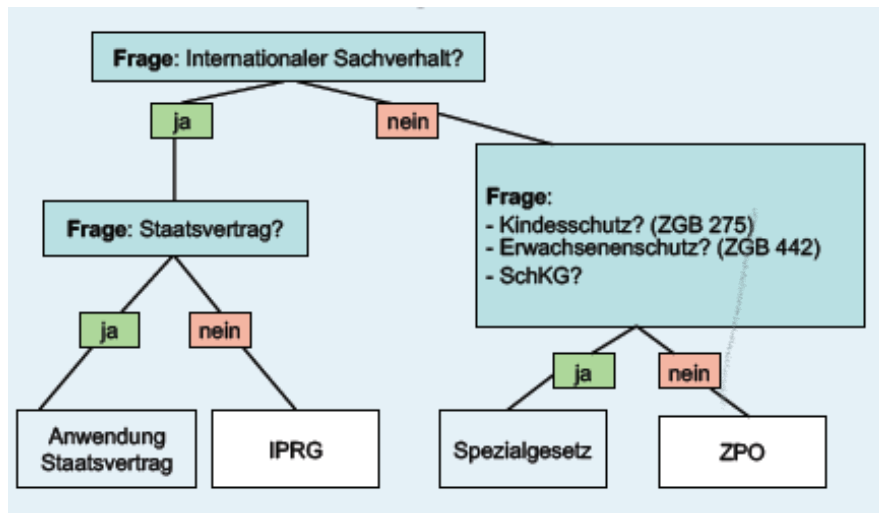 Frage: Internationaler Sachverhalt?
ja
nein
Frage: Staatsvertrag?
Frage:
- Kindesschutz? (ZGB 275)
- Erwachsenenschutz? (ZGB 442)
- SchKG?
ja
nein
ja
nein
Anwendung
Staatsvertrag
IPRG
Spezialgesetz
ZPO